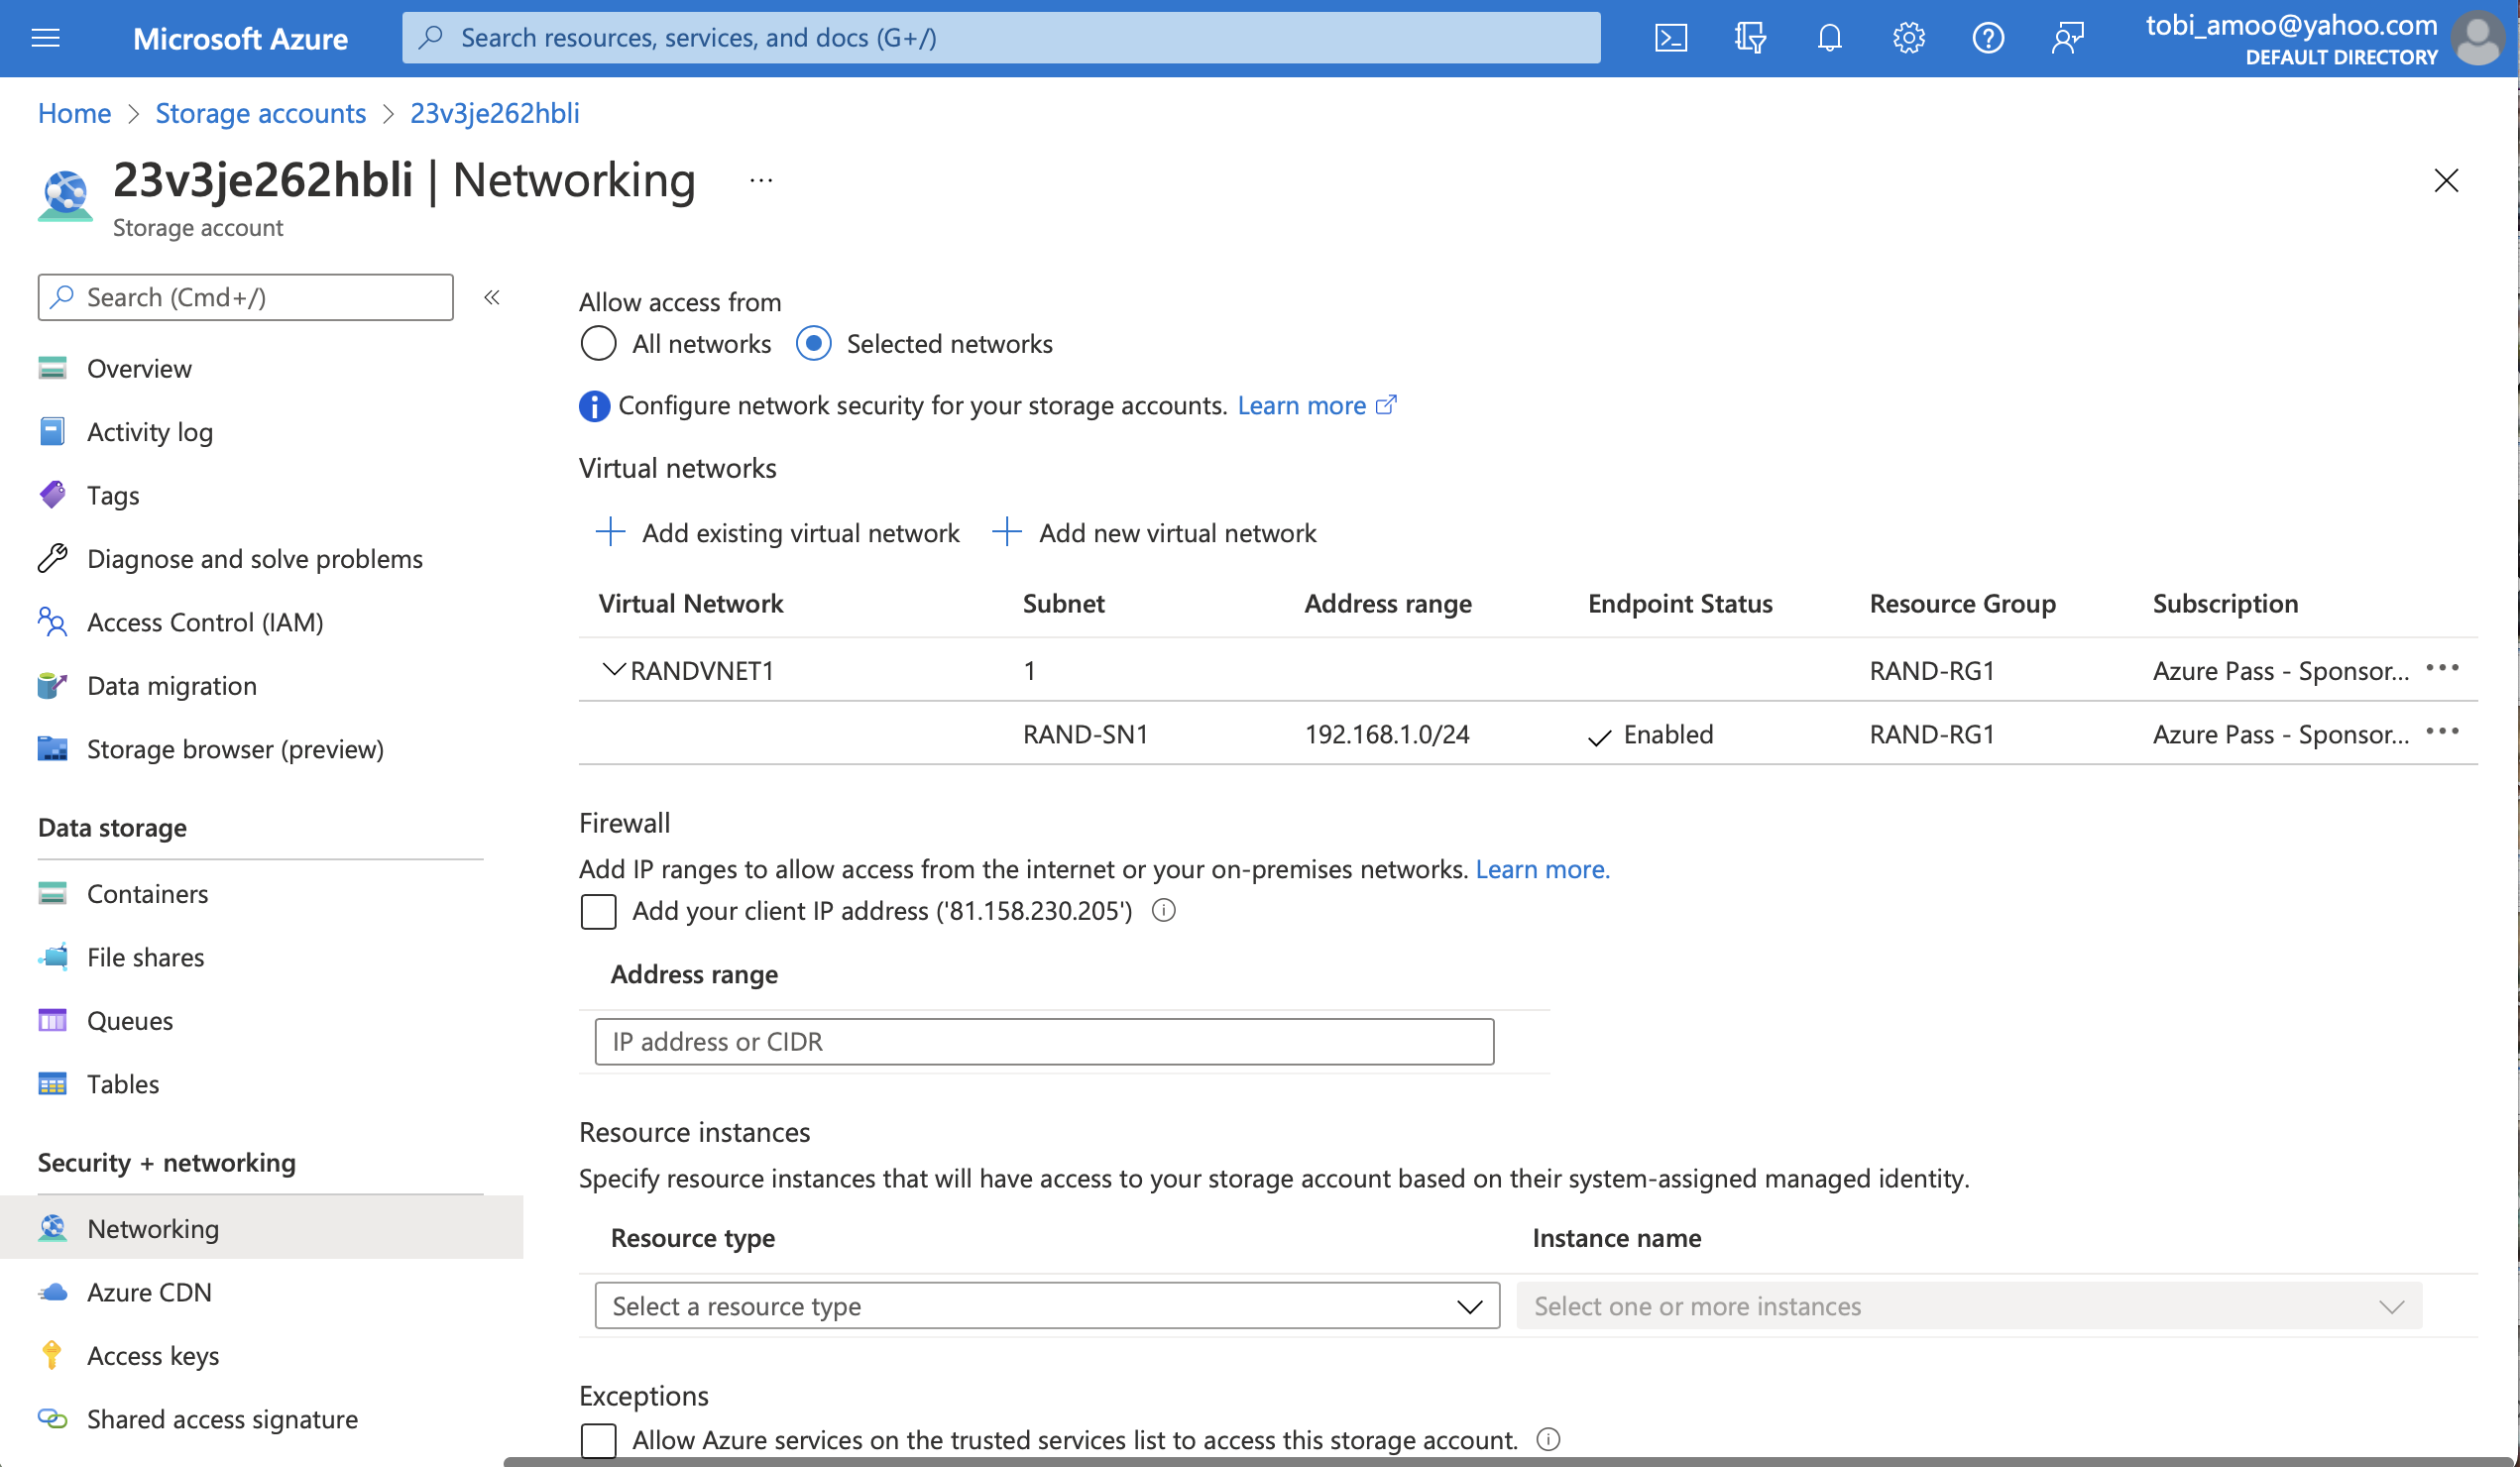 Microsoft Azure
Search resources, services, and docs (G+/)
tobi_amoo@yahoo.com
DEFAULT DIRECTORY
Home > Storage accounts > 23v3je262hbli
23v3je262hbli | Networking ...
Storage account
Search (Cmd+/)
«
Overview
Activity log
Tags
Diagnose and solve problems
Access Control (IAM)
Data migration
Storage browser (preview)
Data storage
Containers
File shares
Queues
Tables
Security + networking
Networking
Azure CDN
Access keys
Shared access signature
Allow access from
All networks Selected networks
Configure network security for your storage accounts. Learn more
Virtual networks
+ Add existing virtual network + Add new virtual network
Virtual Network Subnet Address range Endpoint Status Resource Group Subscription
RANDVNET1 1 RAND-RG1 Azure Pass - Sponsor... ...
RAND-SN1 192.168.1.0/24 Enabled RAND-RG1 Azure Pass - Sponsor... ...
Firewall
Add IP ranges to allow access from the internet or your on-premises networks. Learn more.
Add your client IP address ('81.158.230.205')
Address range
IP address or CIDR
Resource instances
Specify resource instances that will have access to your storage account based on their system-assigned managed identity.
Resource type Instance name
Select a resource type Select one or more instances
Exceptions
Allow Azure services on the trusted services list to access this storage account.